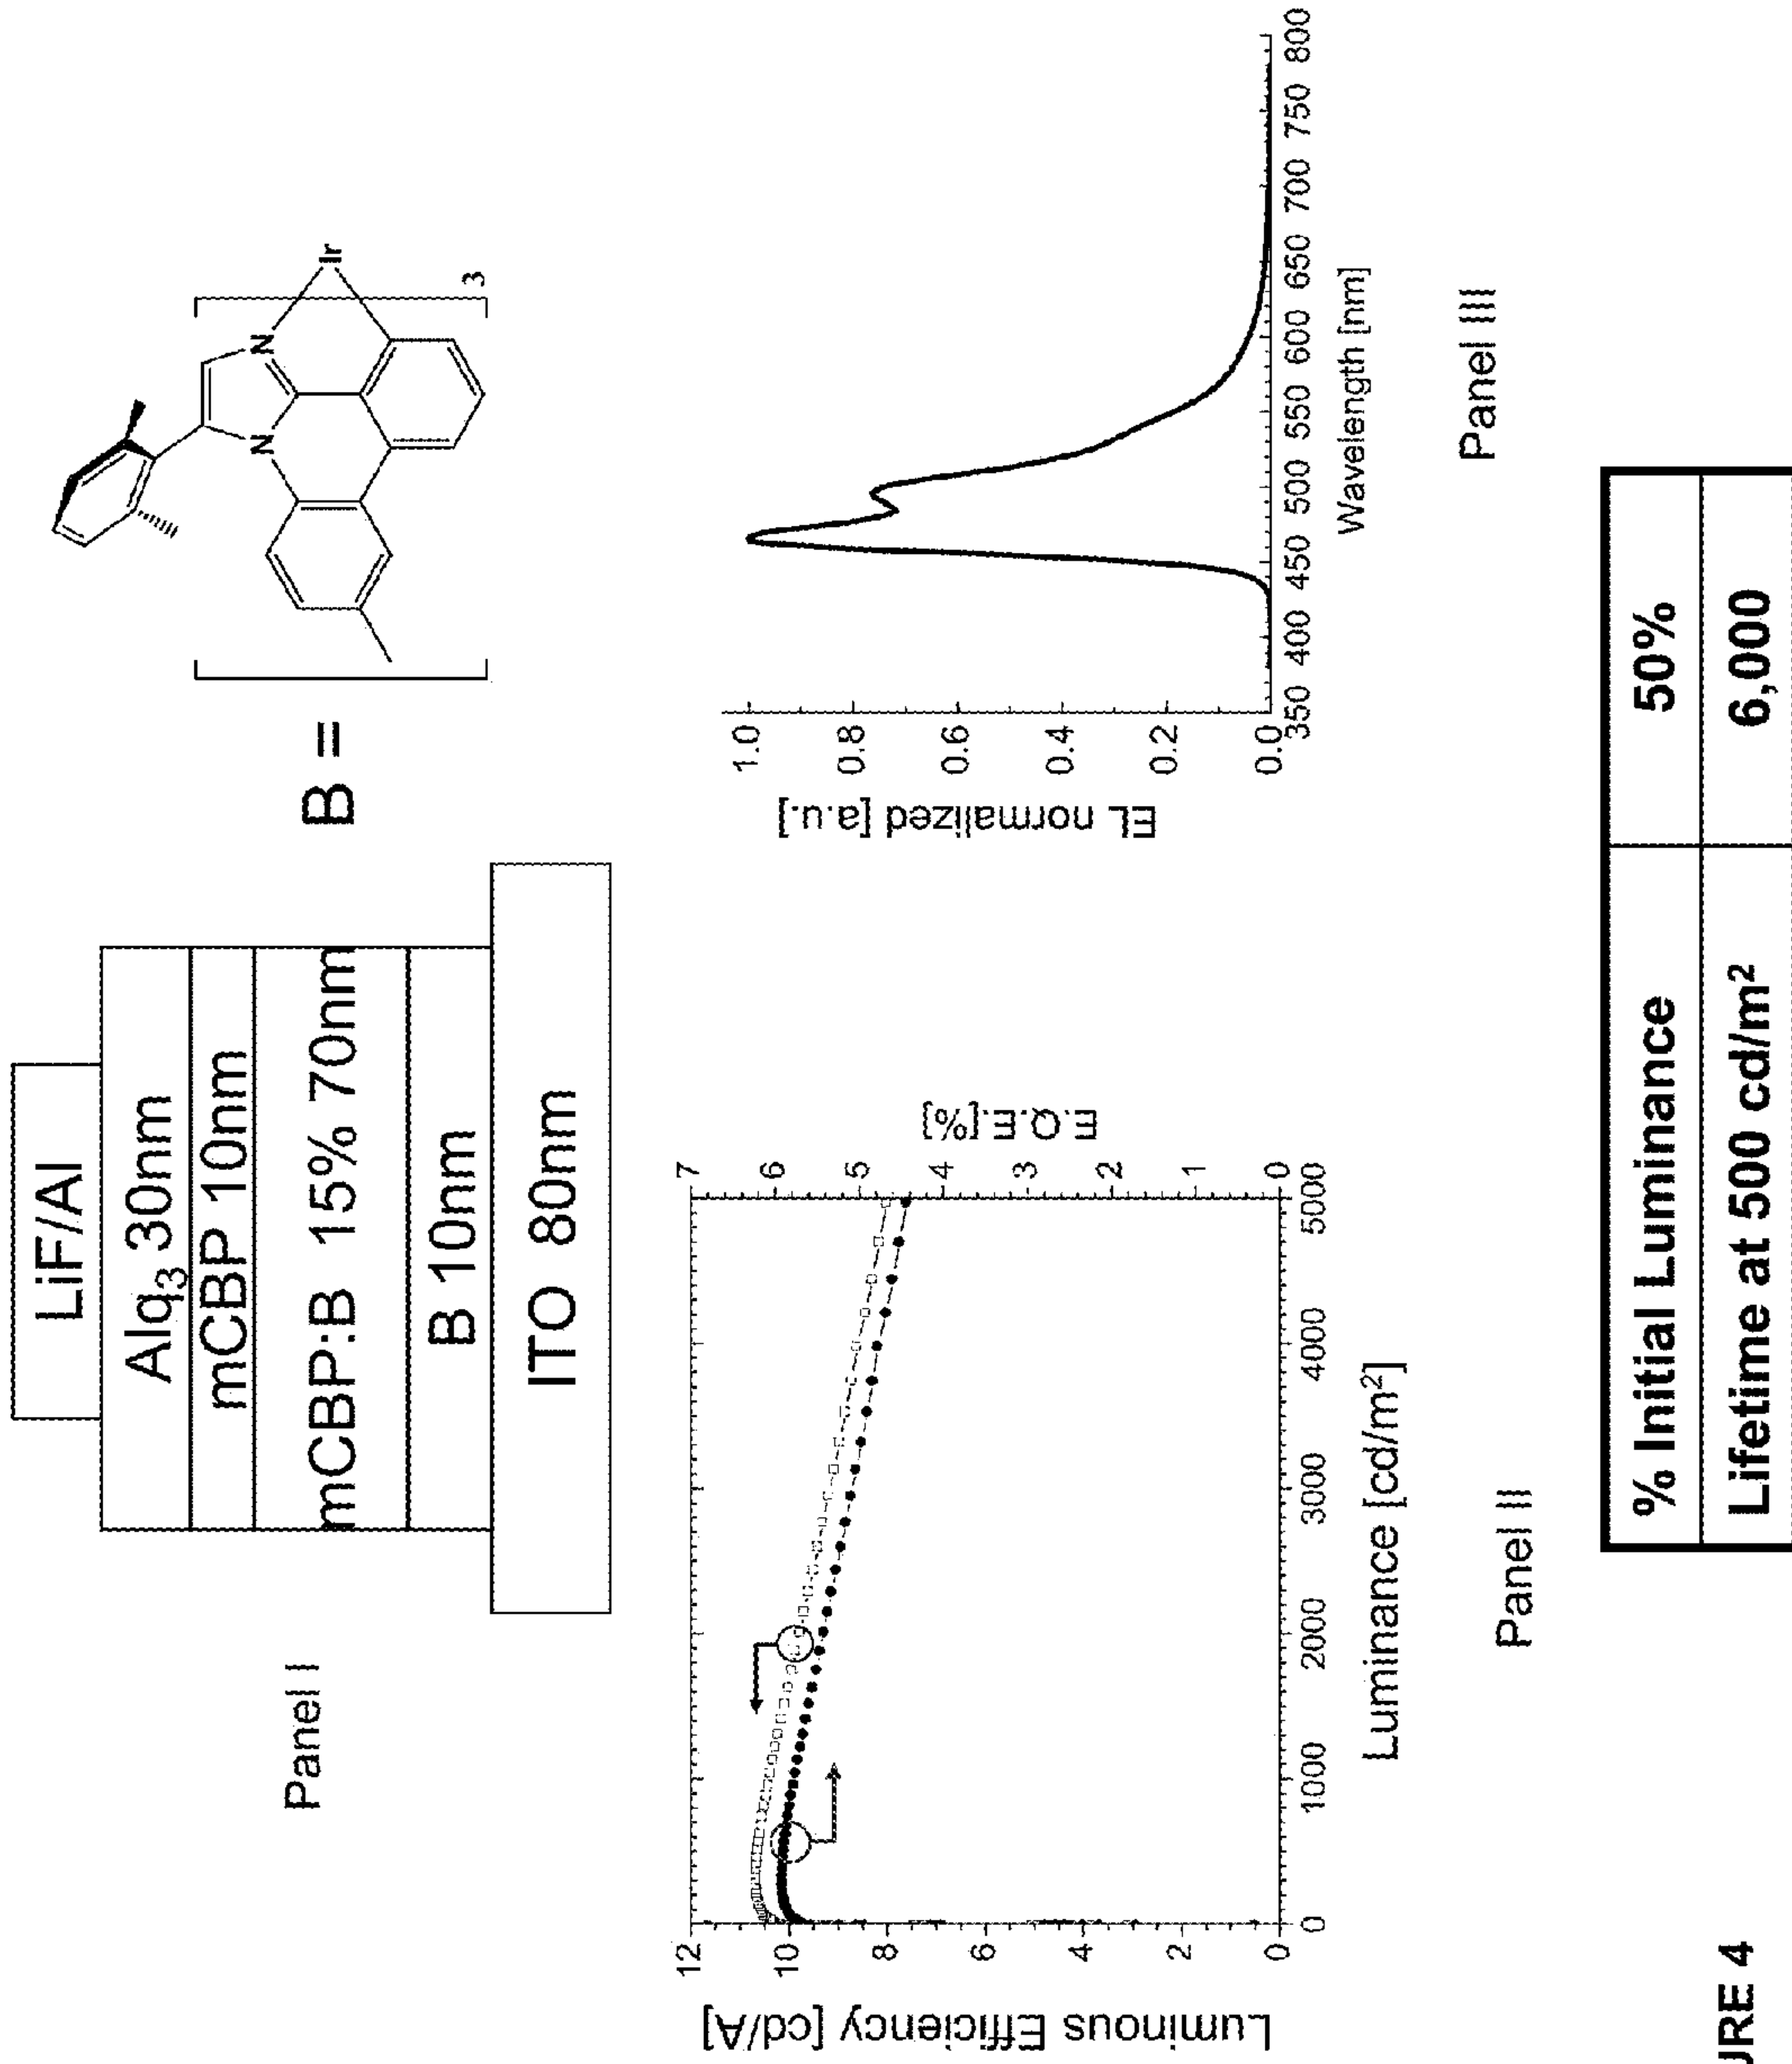 Panel I
LiF/Al
Alq3 30nm
mCBP 10nm
mCBP:B 15% 70nm
B 10nm
ITO 80nm
B =
N
N
Ir
3
Luminous Efficiency [cd/A]
12
10
8
6
4
2
0
0 1000 2000 3000 4000 5000
Luminance [cd/m2]
7
6
5
4
3
2
1
0
E.Q.E.[%]
Panel II
EL normalized [a.u.]
1.0
0.8
0.6
0.4
0.2
0.0
350 400 450 500 550 600 650 700 750 800
Wavelength [nm]
Panel III
% Initial Luminance 50%
Lifetime at 500 cd/m2 6,000
URE 4